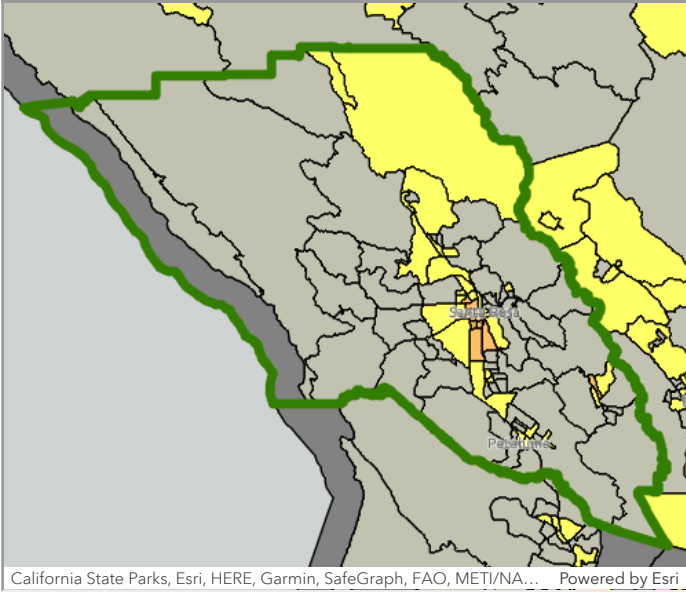 Santa Rosa
Petaluma
California State Parks, Esri, HERE, Garmin, SafeGraph, FAO, METI/NA... Powered by Esri